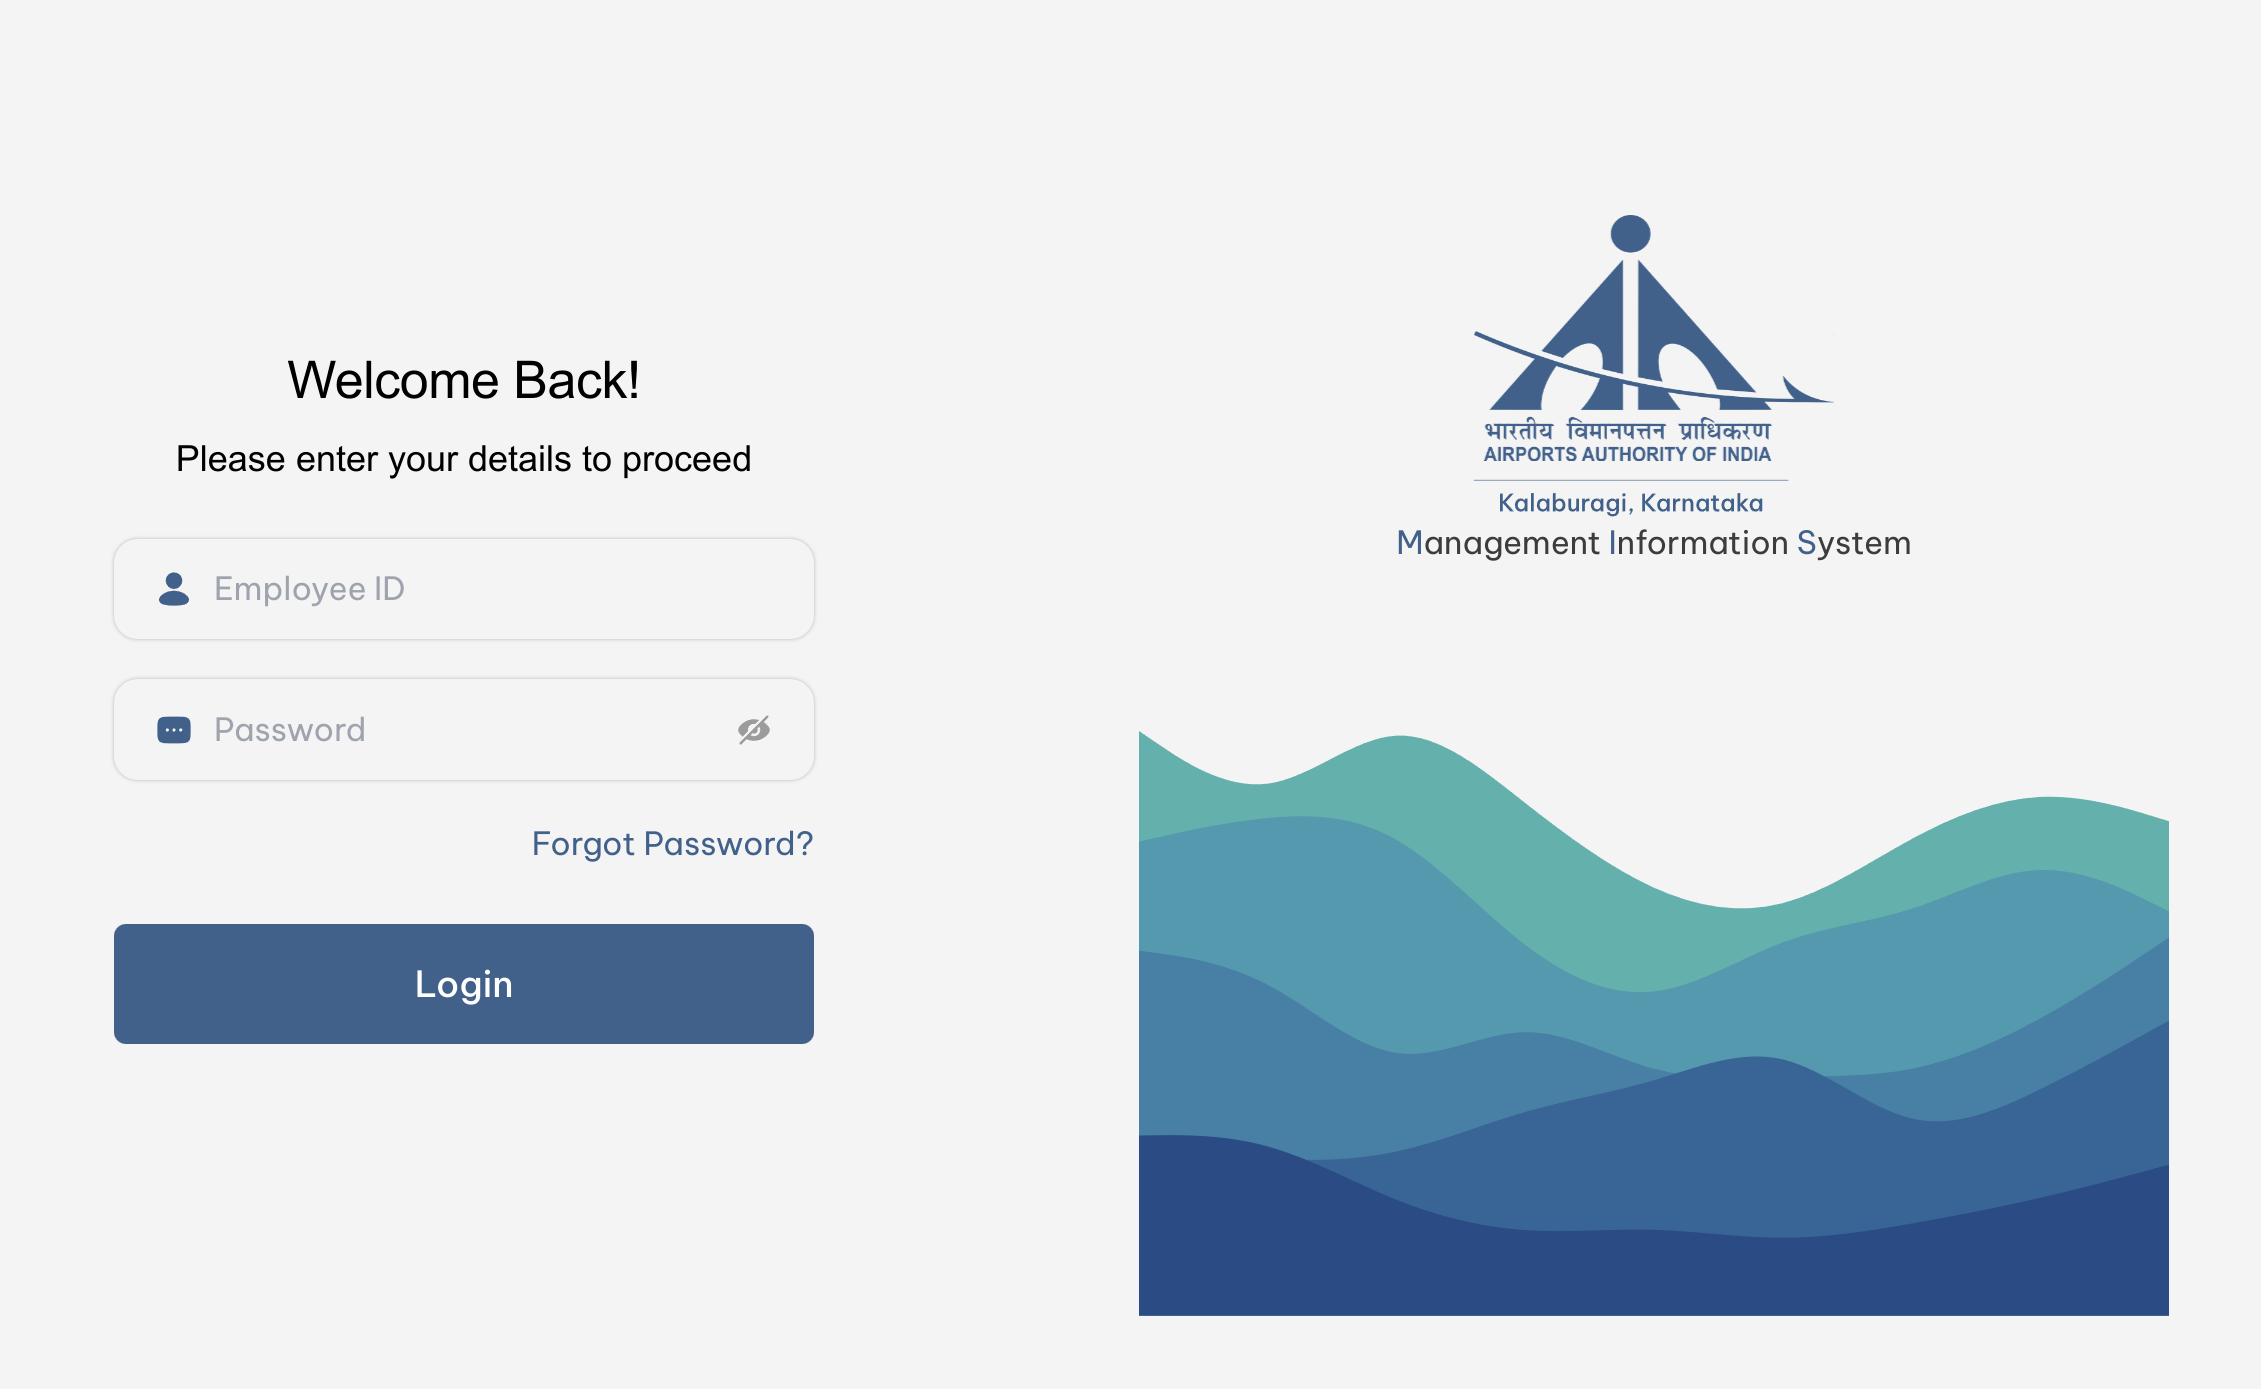 Welcome Back!
Please enter your details to proceed
Employee ID
Password
Forgot Password?
Login
भारतीय विमानपत्तन प्राधिकरण
AIRPORTS AUTHORITY OF INDIA
Kalaburagi, Karnataka
Management Information System